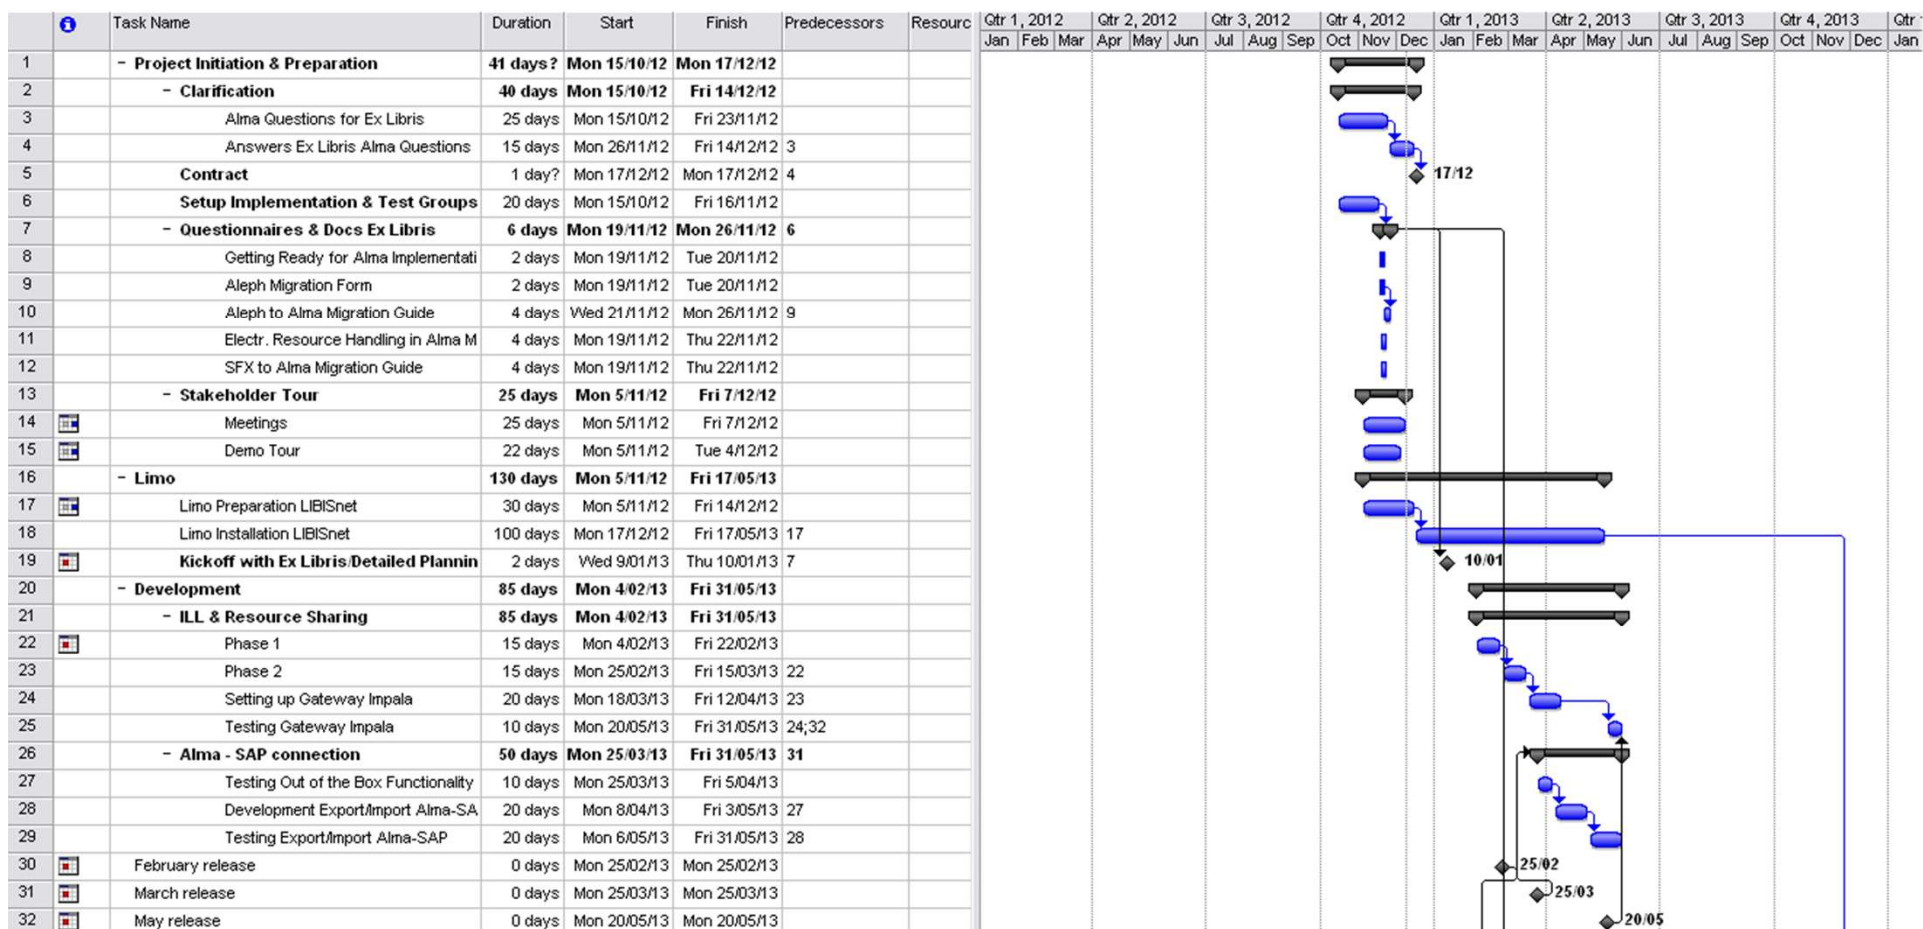 Task Name Duration Start Finish Predecessors Resourc Qtr 1, 2012 Qtr 2, 2012 Qtr 3, 2012 Qtr 4, 2012 Qtr 1, 2013 Qtr 2, 2013 Qtr 3, 2013 Qtr 4, 2013 Qtr
Jan Feb Mar Apr May Jun Jul Aug Sep Oct Nov Dec Jan Feb Mar Apr May Jun Jul Aug Sep Oct Nov Dec Jan
1 − Project Initiation & Preparation 41 days? Mon 15/10/12 Mon 17/12/12
2 − Clarification 40 days Mon 15/10/12 Fri 14/12/12
3 Alma Questions for Ex Libris 25 days Mon 15/10/12 Fri 23/11/12
4 Answers Ex Libris Alma Questions 15 days Mon 26/11/12 Fri 14/12/12 3
5 Contract 1 day? Mon 17/12/12 Mon 17/12/12 4 17/12
6 Setup Implementation & Test Groups 20 days Mon 15/10/12 Fri 16/11/12
7 − Questionnaires & Docs Ex Libris 6 days Mon 19/11/12 Mon 26/11/12 6
8 Getting Ready for Alma Implementati 2 days Mon 19/11/12 Tue 20/11/12
9 Aleph Migration Form 2 days Mon 19/11/12 Tue 20/11/12
10 Aleph to Alma Migration Guide 4 days Wed 21/11/12 Mon 26/11/12 9
11 Electr. Resource Handling in Alma M 4 days Mon 19/11/12 Thu 22/11/12
12 SFX to Alma Migration Guide 4 days Mon 19/11/12 Thu 22/11/12
13 − Stakeholder Tour 25 days Mon 5/11/12 Fri 7/12/12
14 Meetings 25 days Mon 5/11/12 Fri 7/12/12
15 Demo Tour 22 days Mon 5/11/12 Tue 4/12/12
16 − Limo 130 days Mon 5/11/12 Fri 17/05/13
17 Limo Preparation LIBISnet 30 days Mon 5/11/12 Fri 14/12/12
18 Limo Installation LIBISnet 100 days Mon 17/12/12 Fri 17/05/13 17
19 Kickoff with Ex Libris/Detailed Plannin 2 days Wed 9/01/13 Thu 10/01/13 7 10/01
20 − Development 85 days Mon 4/02/13 Fri 31/05/13
21 − ILL & Resource Sharing 85 days Mon 4/02/13 Fri 31/05/13
22 Phase 1 15 days Mon 4/02/13 Fri 22/02/13
23 Phase 2 15 days Mon 25/02/13 Fri 15/03/13 22
24 Setting up Gateway Impala 20 days Mon 18/03/13 Fri 12/04/13 23
25 Testing Gateway Impala 10 days Mon 20/05/13 Fri 31/05/13 24;32
26 − Alma - SAP connection 50 days Mon 25/03/13 Fri 31/05/13 31
27 Testing Out of the Box Functionality 10 days Mon 25/03/13 Fri 5/04/13
28 Development Export/Import Alma-SA 20 days Mon 8/04/13 Fri 3/05/13 27
29 Testing Export/Import Alma-SAP 20 days Mon 6/05/13 Fri 31/05/13 28
30 February release 0 days Mon 25/02/13 Mon 25/02/13 25/02
31 March release 0 days Mon 25/03/13 Mon 25/03/13 25/03
32 May release 0 days Mon 20/05/13 Mon 20/05/13 20/05